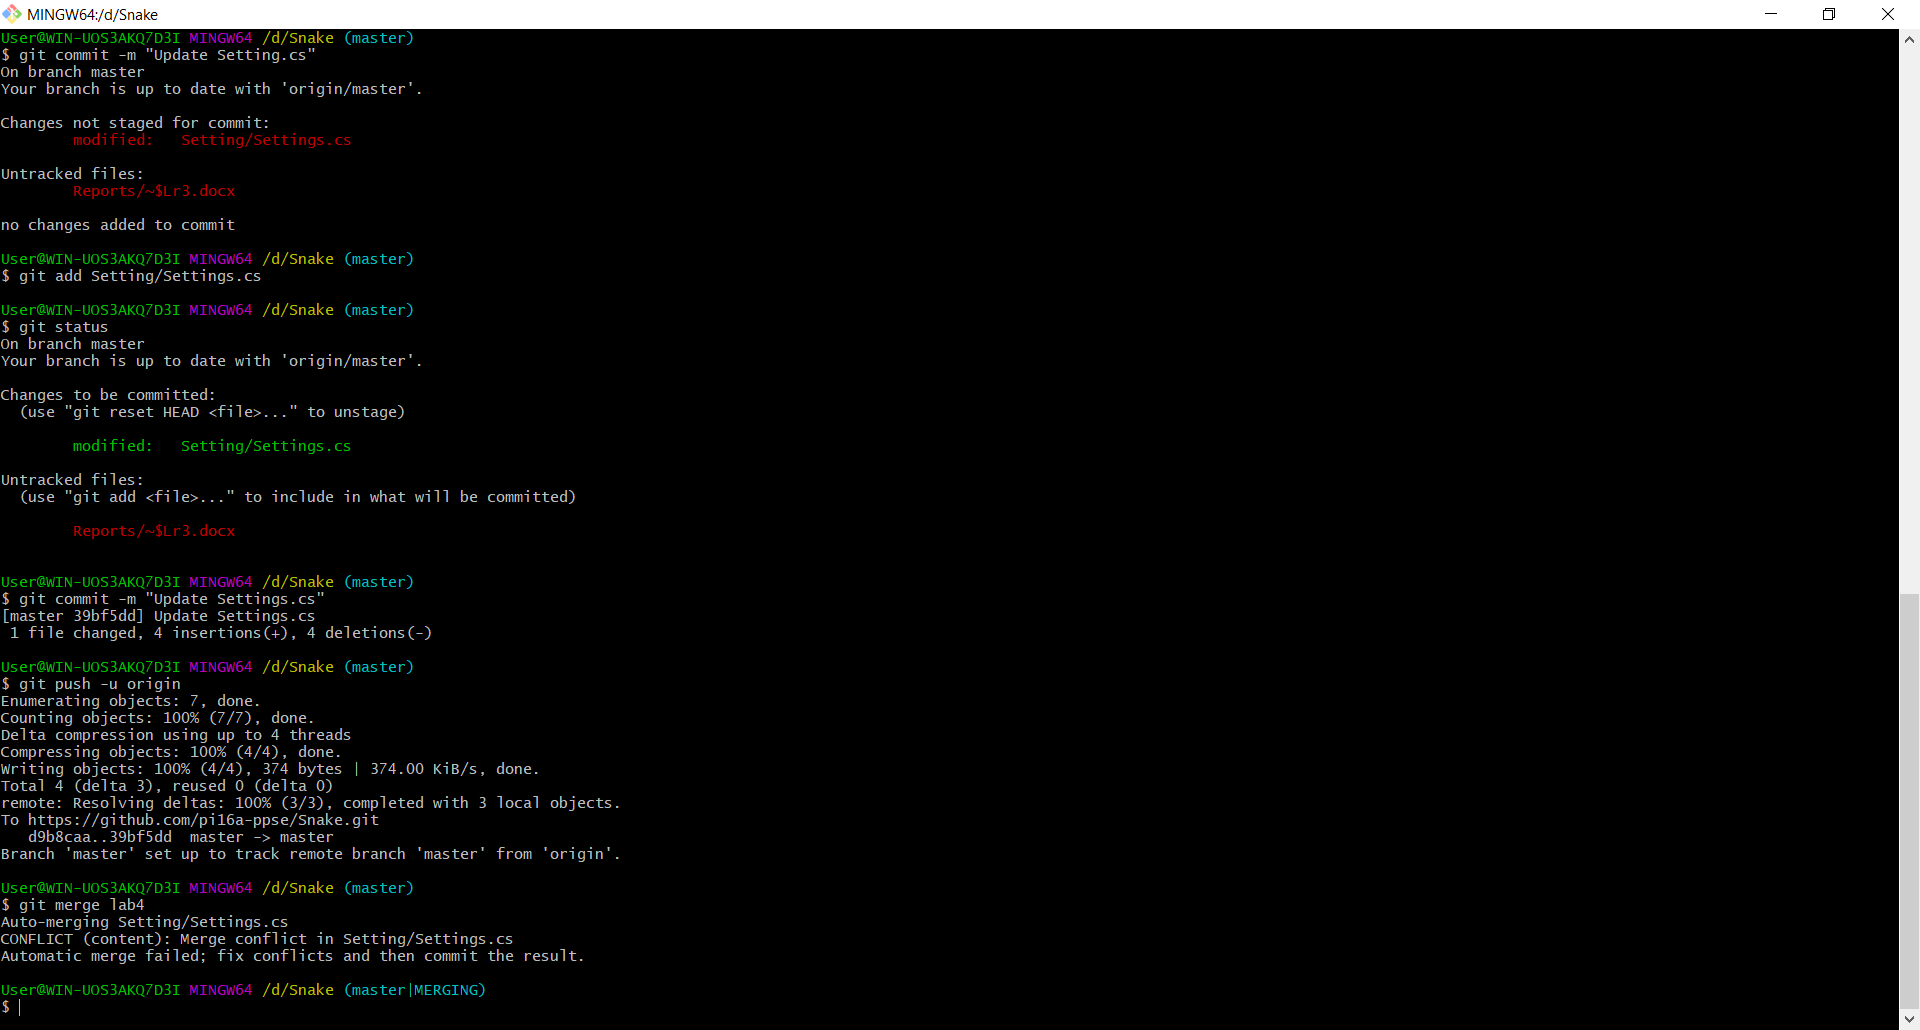 MINGW64:/d/Snake
User@WIN-UOS3AKQ7D3I MINGW64 /d/Snake (master)
$ git commit -m "Update Setting.cs"
On branch master
Your branch is up to date with 'origin/master'.
Changes not staged for commit:
modified:   Setting/Settings.cs
Untracked files:
Reports/~$Lr3.docx
no changes added to commit
User@WIN-UOS3AKQ7D3I MINGW64 /d/Snake (master)
$ git add Setting/Settings.cs
User@WIN-UOS3AKQ7D3I MINGW64 /d/Snake (master)
$ git status
On branch master
Your branch is up to date with 'origin/master'.
Changes to be committed:
(use "git reset HEAD <file>..." to unstage)
modified:   Setting/Settings.cs
Untracked files:
(use "git add <file>..." to include in what will be committed)
Reports/~$Lr3.docx
User@WIN-UOS3AKQ7D3I MINGW64 /d/Snake (master)
$ git commit -m "Update Settings.cs"
[master 39bf5dd] Update Settings.cs
1 file changed, 4 insertions(+), 4 deletions(-)
User@WIN-UOS3AKQ7D3I MINGW64 /d/Snake (master)
$ git push -u origin
Enumerating objects: 7, done.
Counting objects: 100% (7/7), done.
Delta compression using up to 4 threads
Compressing objects: 100% (4/4), done.
Writing objects: 100% (4/4), 374 bytes | 374.00 KiB/s, done.
Total 4 (delta 3), reused 0 (delta 0)
remote: Resolving deltas: 100% (3/3), completed with 3 local objects.
To https://github.com/pi16a-ppse/Snake.git
d9b8caa..39bf5dd  master -> master
Branch 'master' set up to track remote branch 'master' from 'origin'.
User@WIN-UOS3AKQ7D3I MINGW64 /d/Snake (master)
$ git merge lab4
Auto-merging Setting/Settings.cs
CONFLICT (content): Merge conflict in Setting/Settings.cs
Automatic merge failed; fix conflicts and then commit the result.
User@WIN-UOS3AKQ7D3I MINGW64 /d/Snake (master|MERGING)
$